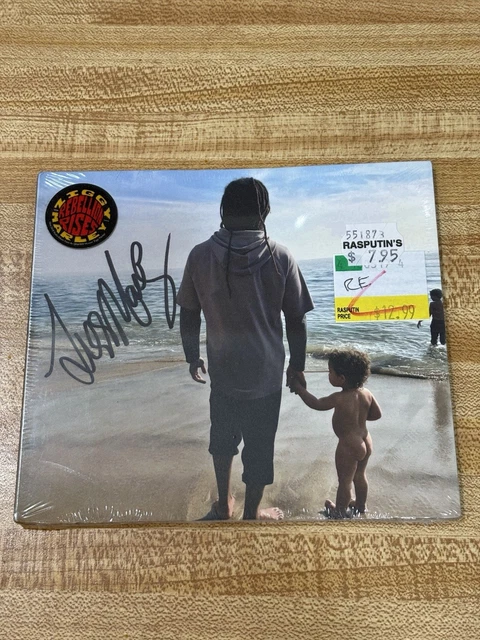 ZIGGY
REBELLION
RISES
MARLEY
551873
RASPUTIN'S
$ 7.95
RE
RASPUTIN
PRICE
$12.99